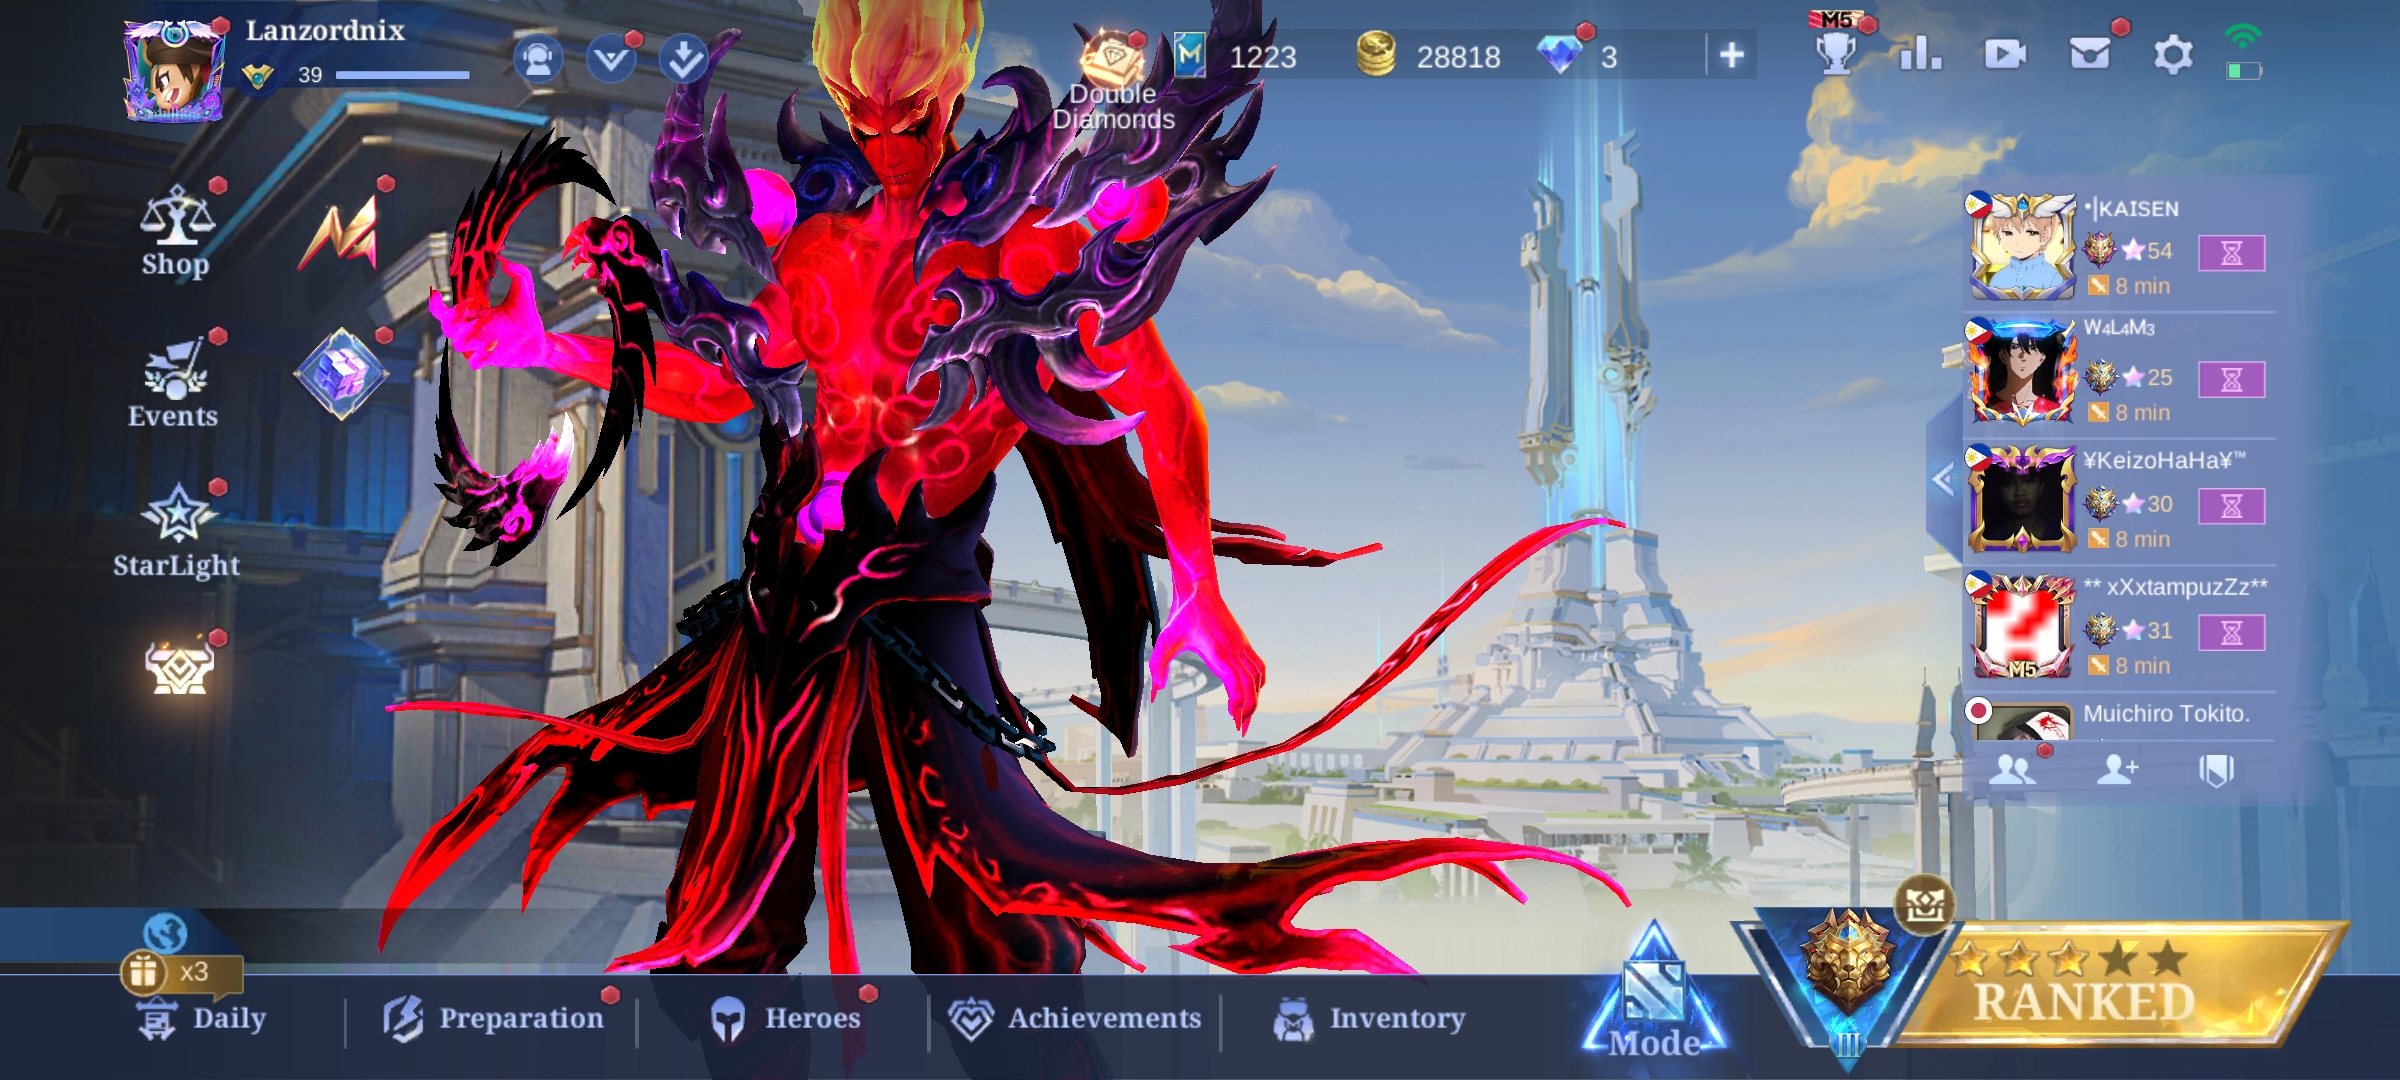 Lanzordnix
39
Double
Diamonds
1223
28818
3
M5
Shop
Events
StarLight
•|KAISEN
54
8 min
W4L4M3
25
8 min
¥KeizoHaHa¥™
30
8 min
** xXxtampuzZz**
31
8 min
M5
Muichiro Tokito.
x3
Daily
Preparation
Heroes
Achievements
Inventory
Mode
III
RANKED